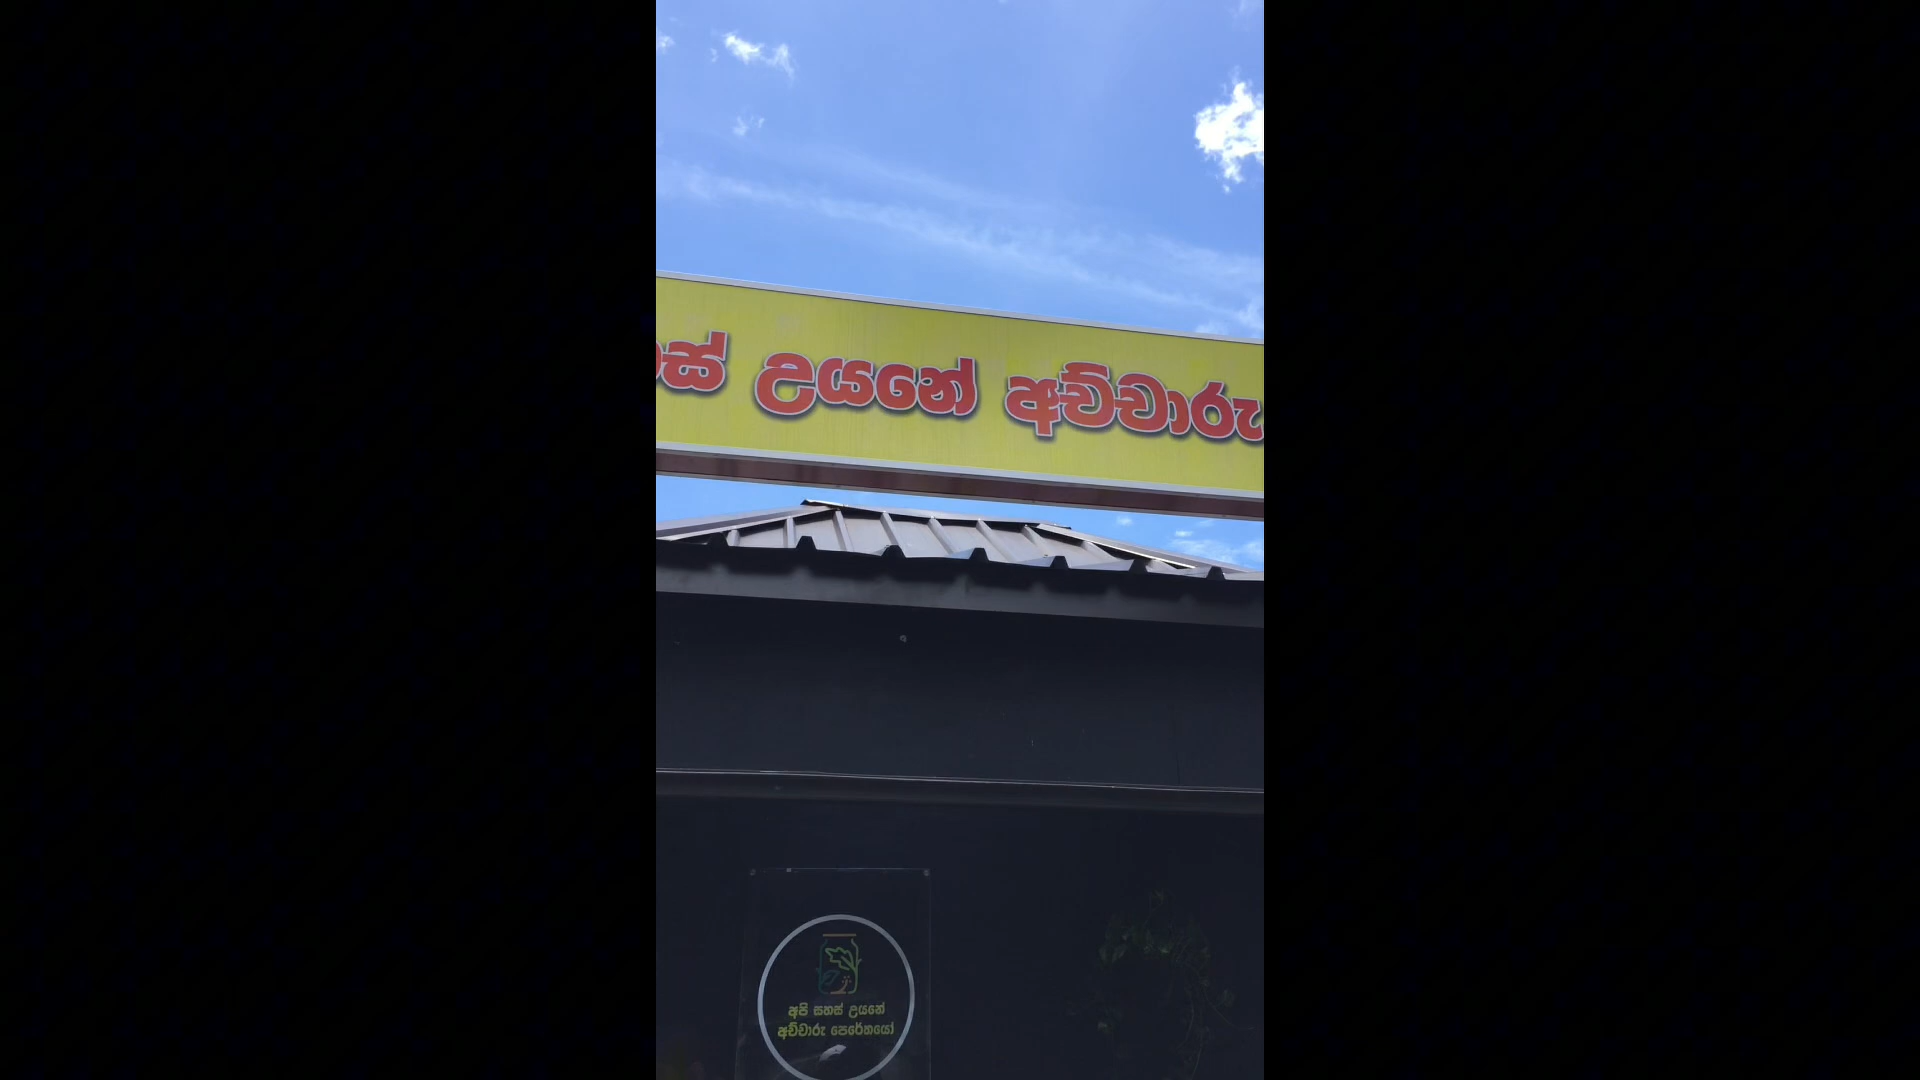 උයනේ අච්චාරු
අපි සහස් උයනේ
අච්චාරු පෙරේතයෝ